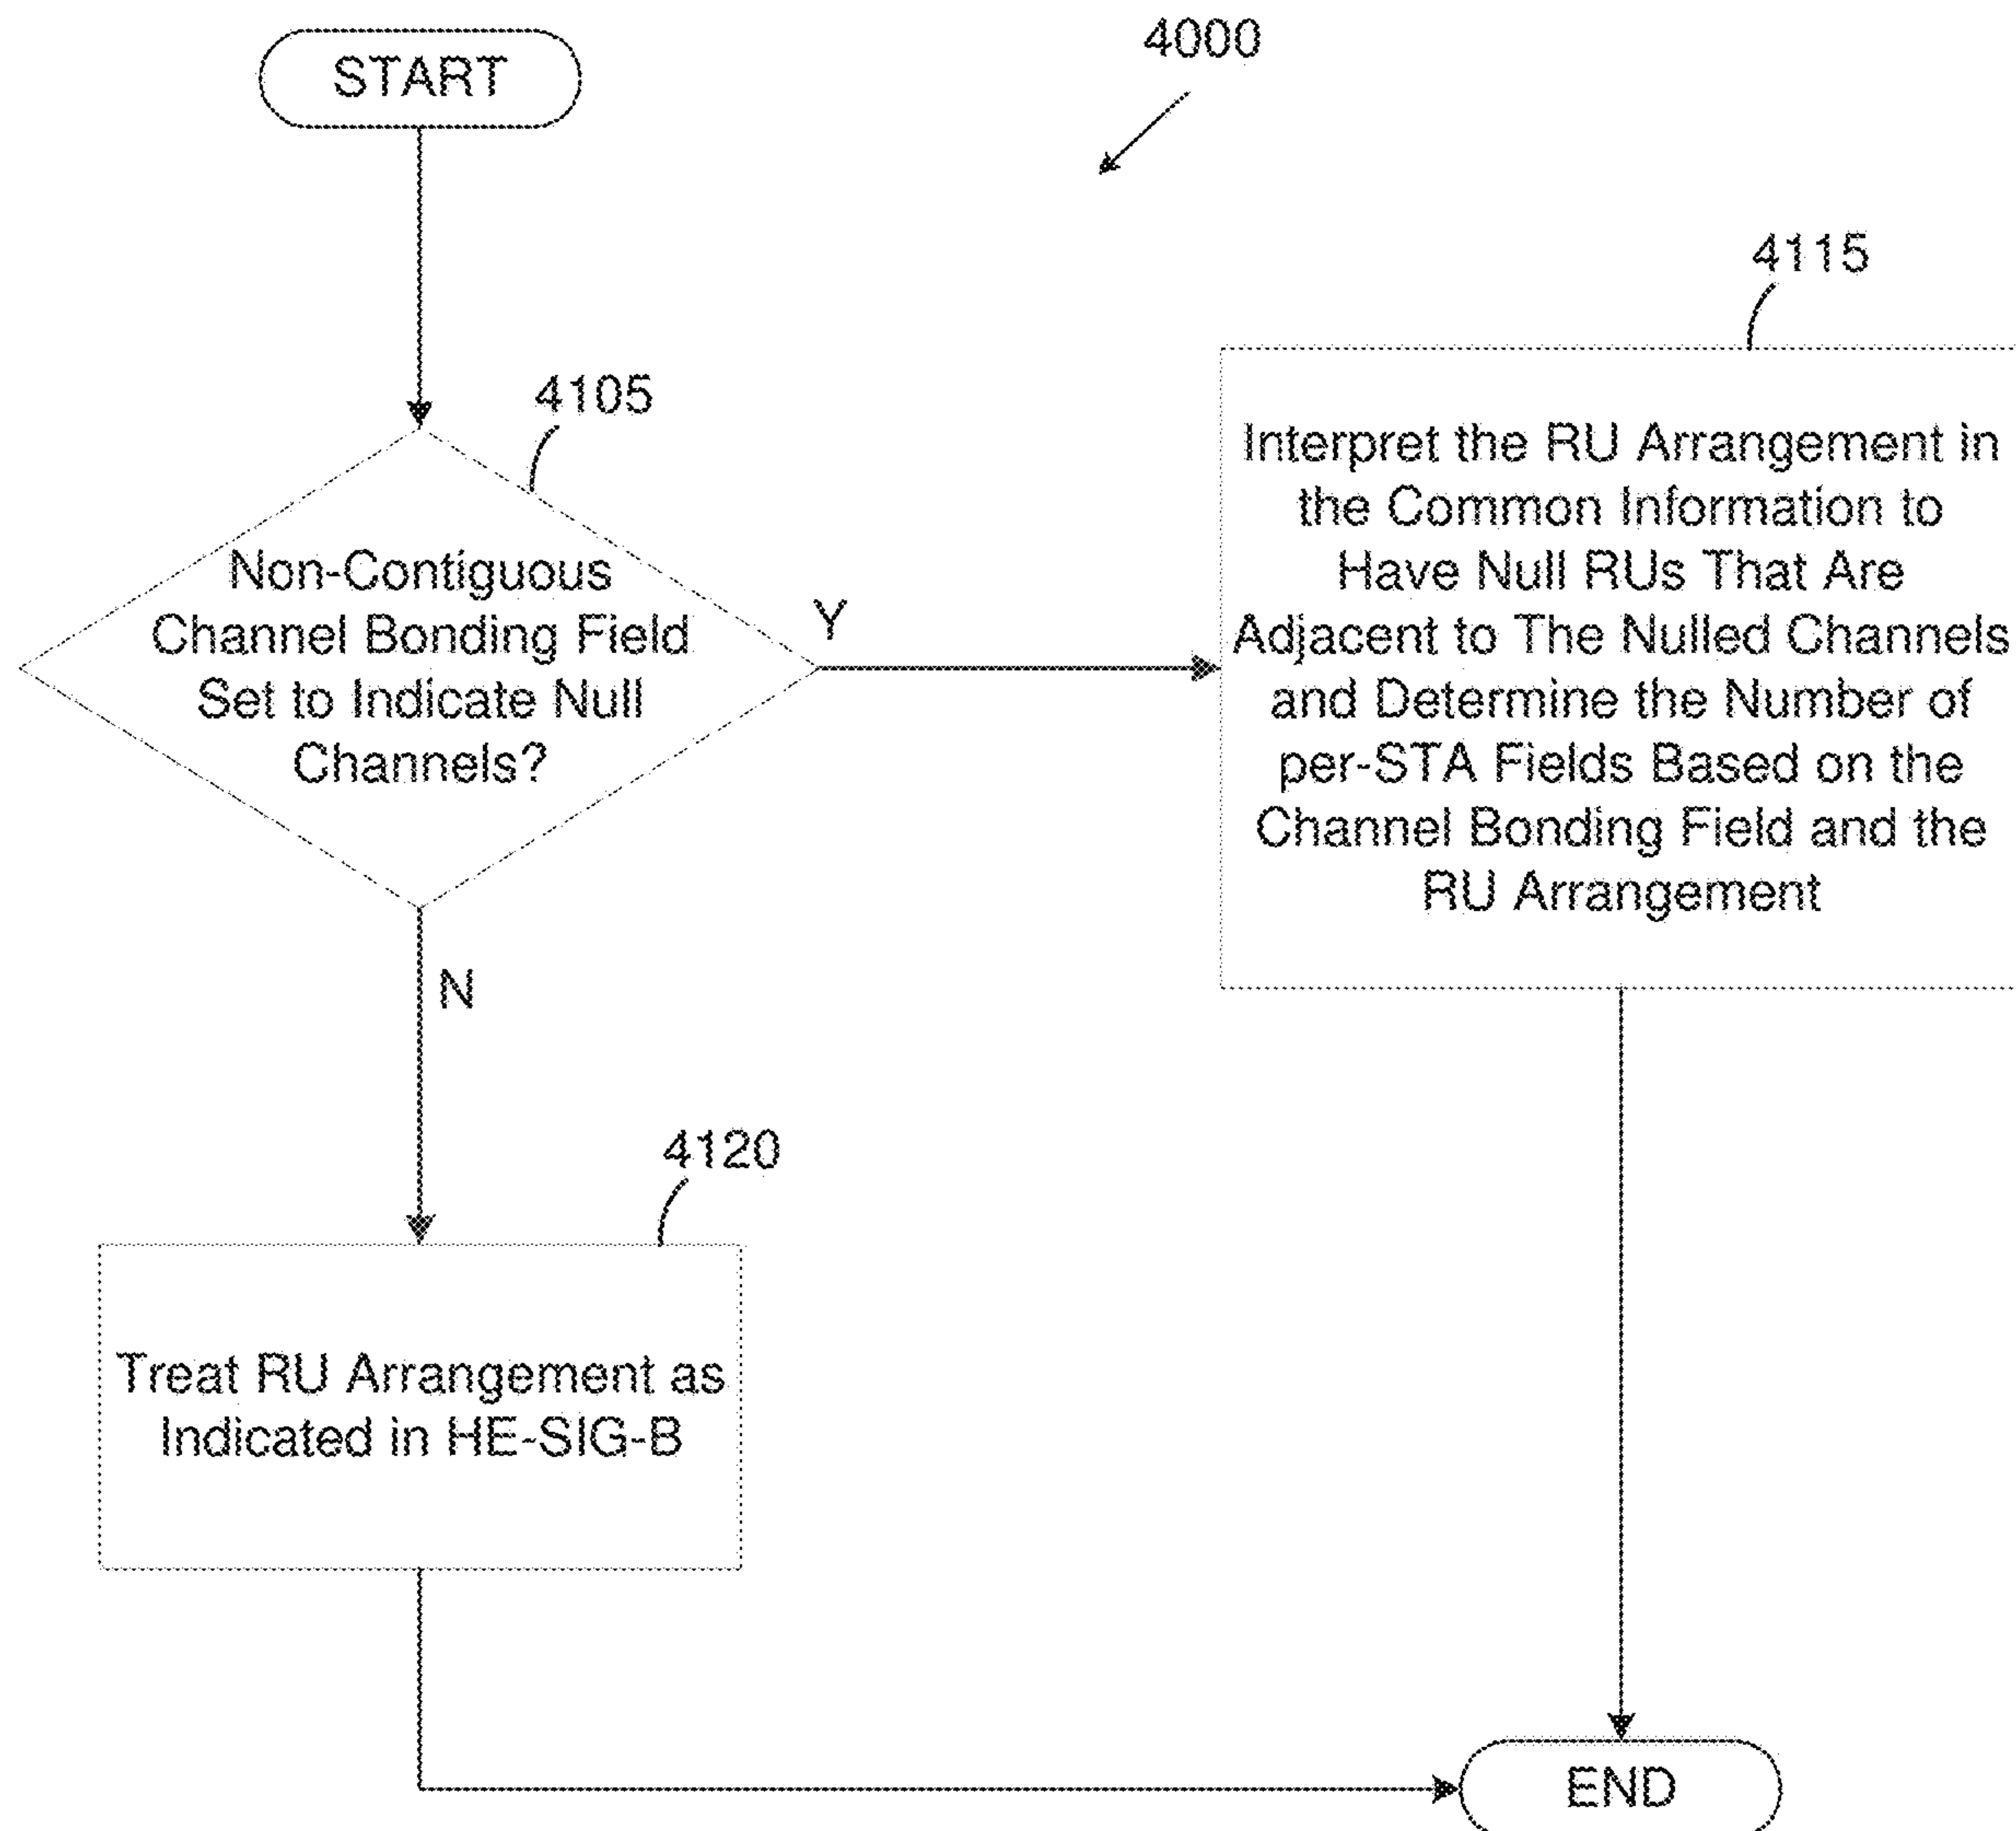 START
4000
4105
Non-Contiguous
Channel Bonding Field
Set to Indicate Null
Channels?
Y
N
4115
Interpret the RU Arrangement in
the Common Information to
Have Null RUs That Are
Adjacent to The Nulled Channels
and Determine the Number of
per-STA Fields Based on the
Channel Bonding Field and the
RU Arrangement
4120
Treat RU Arrangement as
Indicated in HE-SIG-B
END